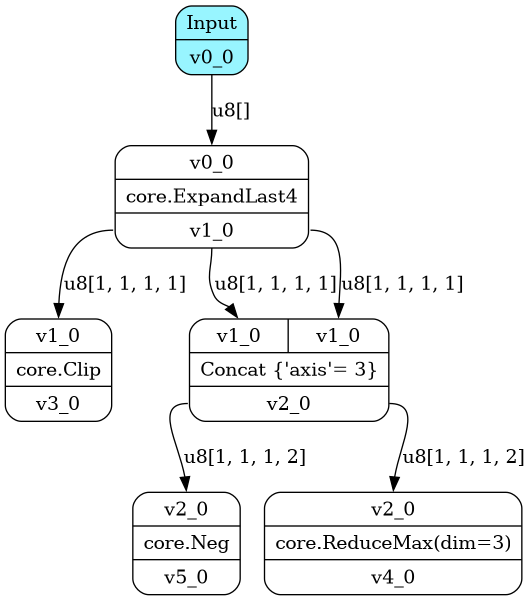 Input
v0_0
u8[]
v0_0
core.ExpandLast4
v1_0
u8[1, 1, 1, 1]
u8[1, 1, 1, 1]
u8[1, 1, 1, 1]
v1_0
core.Clip
v3_0
v1_0 v1_0
Concat {'axis'= 3}
v2_0
u8[1, 1, 1, 2]
u8[1, 1, 1, 2]
v2_0
core.Neg
v5_0
v2_0
core.ReduceMax(dim=3)
v4_0